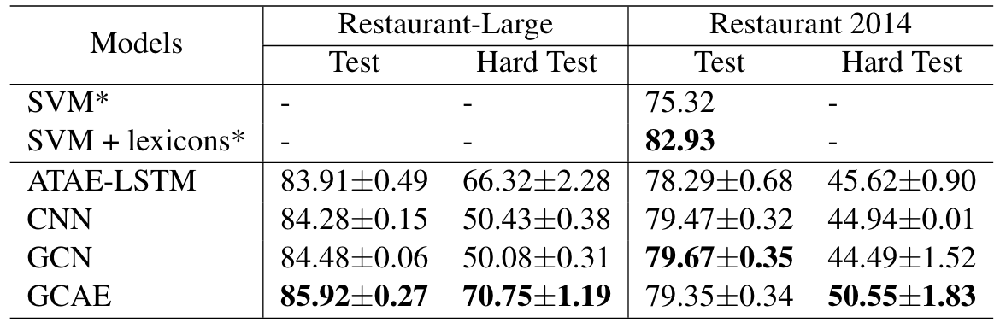 Models Restaurant-Large Restaurant 2014
Test Hard Test Test Hard Test
SVM* - - 75.32 -
SVM + lexicons* - - 82.93 -
ATAE-LSTM 83.91±0.49 66.32±2.28 78.29±0.68 45.62±0.90
CNN 84.28±0.15 50.43±0.38 79.47±0.32 44.94±0.01
GCN 84.48±0.06 50.08±0.31 79.67±0.35 44.49±1.52
GCAE 85.92±0.27 70.75±1.19 79.35±0.34 50.55±1.83